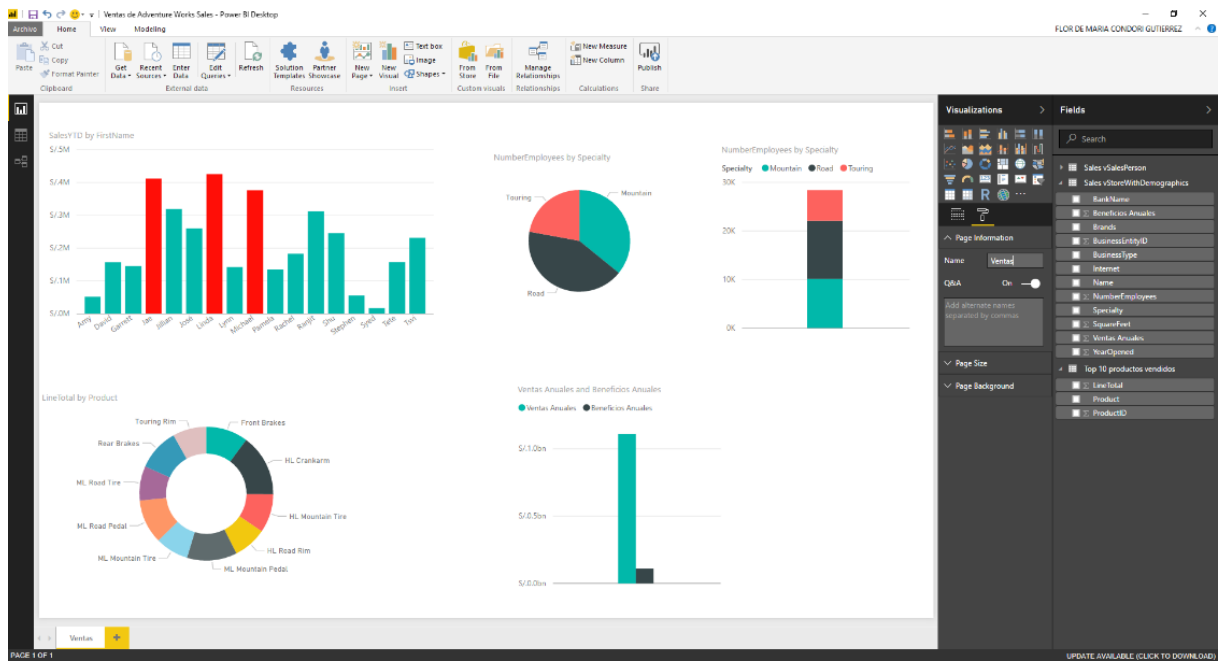 Ventas de Adventure Works Sales - Power BI Desktop
Archivo Home View Modeling
FLOR DE MARIA CONDORI GUTIERREZ
Paste
Cut
Copy
Format Painter
Get Data
Recent Sources
Enter Data
Edit Queries
Refresh
Solution Templates
Partner Showcase
New Page
New Visual
Text box
Image
Shapes
From Store
From File
Manage Relationships
New Measure
New Column
Publish
Clipboard External data Resources Insert Custom visuals Relationships Calculations Share
SalesYTD by FirstName
S/.5M
S/.4M
S/.3M
S/.2M
S/.1M
S/.0M
Amy David Garrett Jae Jillian José Linda Lynn Michael Pamela Rachel Ranjit Shu Stephen Syed Tete Tsvi
NumberEmployees by Specialty
Touring
Mountain
Road
NumberEmployees by Specialty
Specialty Mountain Road Touring
30K
20K
10K
0K
LineTotal by Product
Touring Rim
Front Brakes
Rear Brakes
HL Crankarm
ML Road Tire
HL Mountain Tire
ML Road Pedal
HL Road Rim
ML Mountain Tire
ML Mountain Pedal
Ventas Anuales and Beneficios Anuales
Ventas Anuales Beneficios Anuales
S/.1.0bn
S/.0.5bn
S/.0.0bn
Visualizations
R
Page Information
Name Ventas
Q&A On
Add alternate names
separated by commas
Page Size
Page Background
Fields
Search
Sales vSalesPerson
Sales vStoreWithDemographics
BankName
Beneficios Anuales
Brands
BusinessEntityID
BusinessType
Internet
Name
NumberEmployees
Specialty
SquareFeet
Ventas Anuales
YearOpened
Top 10 productos vendidos
LineTotal
Product
ProductID
Ventas
PAGE 1 OF 1
UPDATE AVAILABLE (CLICK TO DOWNLOAD)